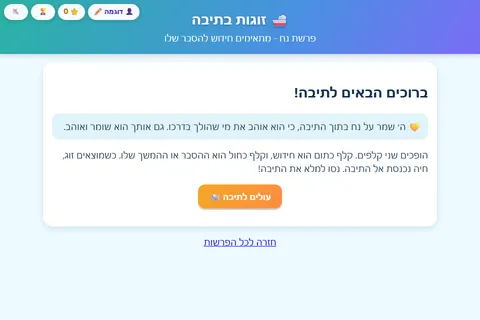 דוגמה
0
זוגות בתיבה
פרשת נח - מתאימים חידוש להסבר שלו
ברוכים הבאים לתיבה!
ה׳ שמר על נח בתוך התיבה, כי הוא אוהב את מי שהולך בדרכו. גם אותך הוא שומר ואוהב.
הופכים שני קלפים. קלף כתום הוא חידוש, וקלף כחול הוא ההסבר או ההמשך שלו. כשמוצאים זוג,
חיה נכנסת אל התיבה. נסו למלא את התיבה!
עולים לתיבה
חזרה לכל הפרשות